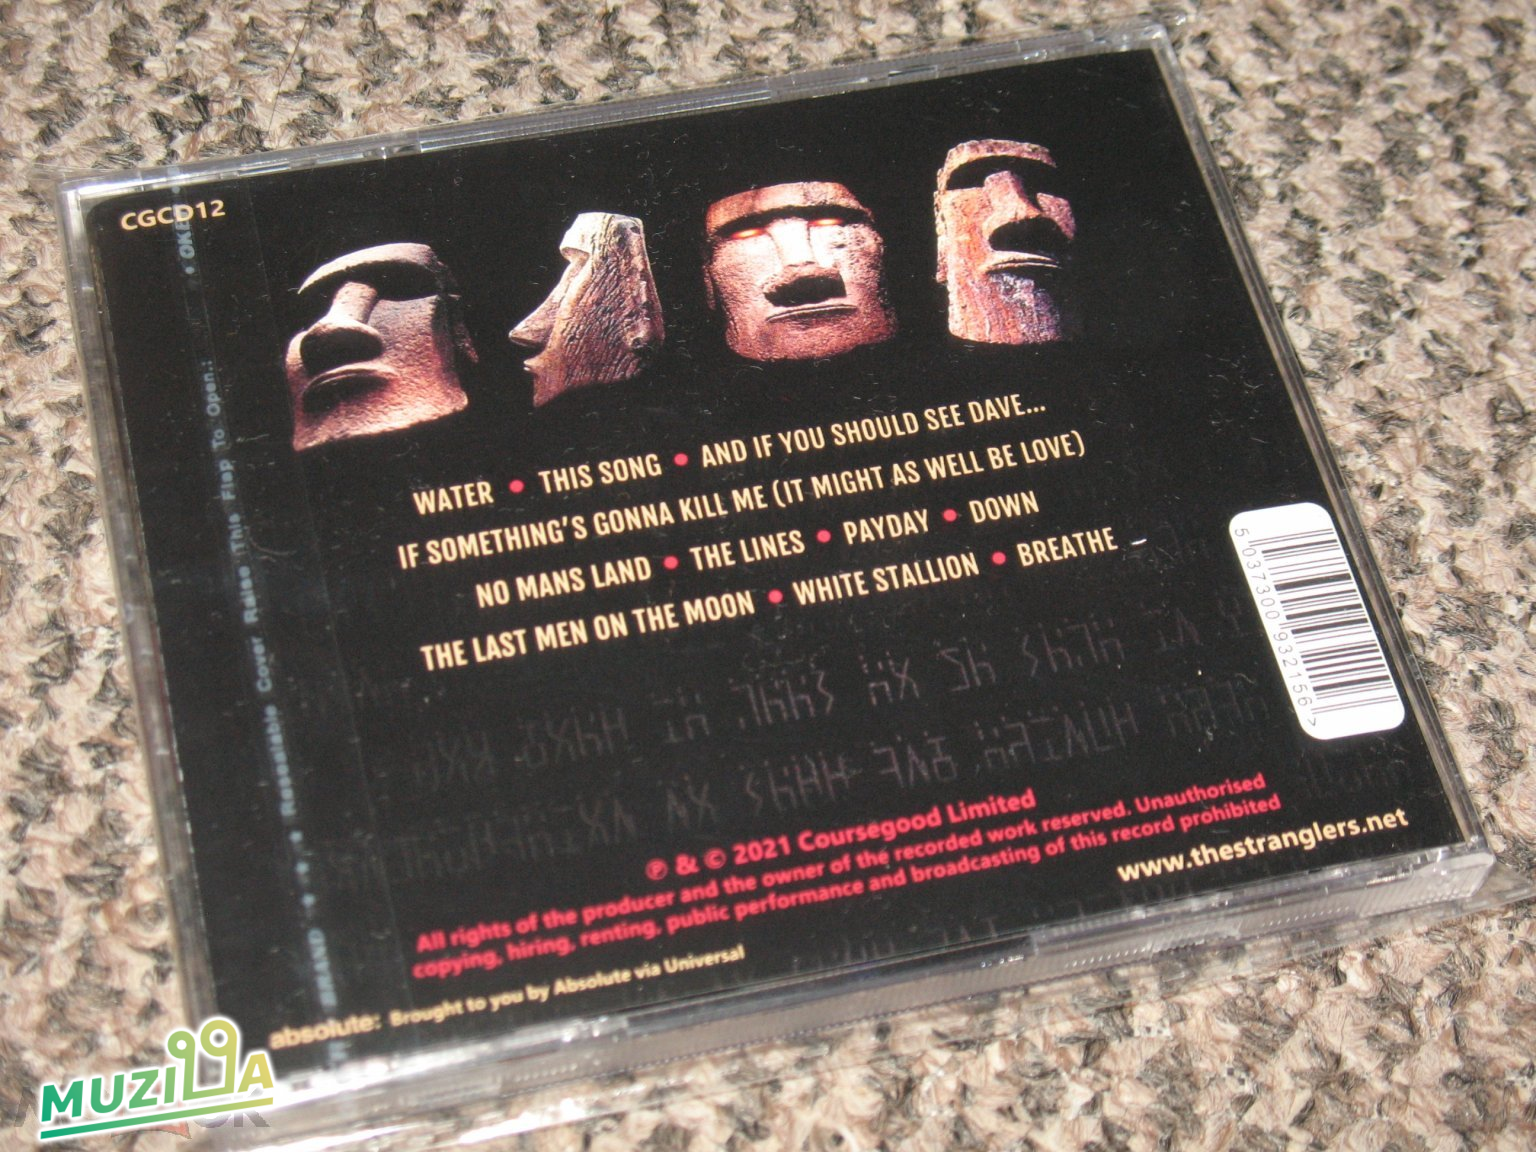 CGCD12
WATER • THIS SONG • AND IF YOU SHOULD SEE DAVE...
IF SOMETHING'S GONNA KILL ME (IT MIGHT AS WELL BE LOVE)
NO MANS LAND • THE LINES • PAYDAY • DOWN
THE LAST MEN ON THE MOON • WHITE STALLION • BREATHE
5 037300 932156 >
℗ & © 2021 Coursegood Limited
All rights of the producer and the owner of the recorded work reserved. Unauthorised
copying, hiring, renting, public performance and broadcasting of this record prohibited
www.thestranglers.net
absolute: Brought to you by Absolute via Universal
Resealable Cover Raise This Flap To Open.
MUZILLA